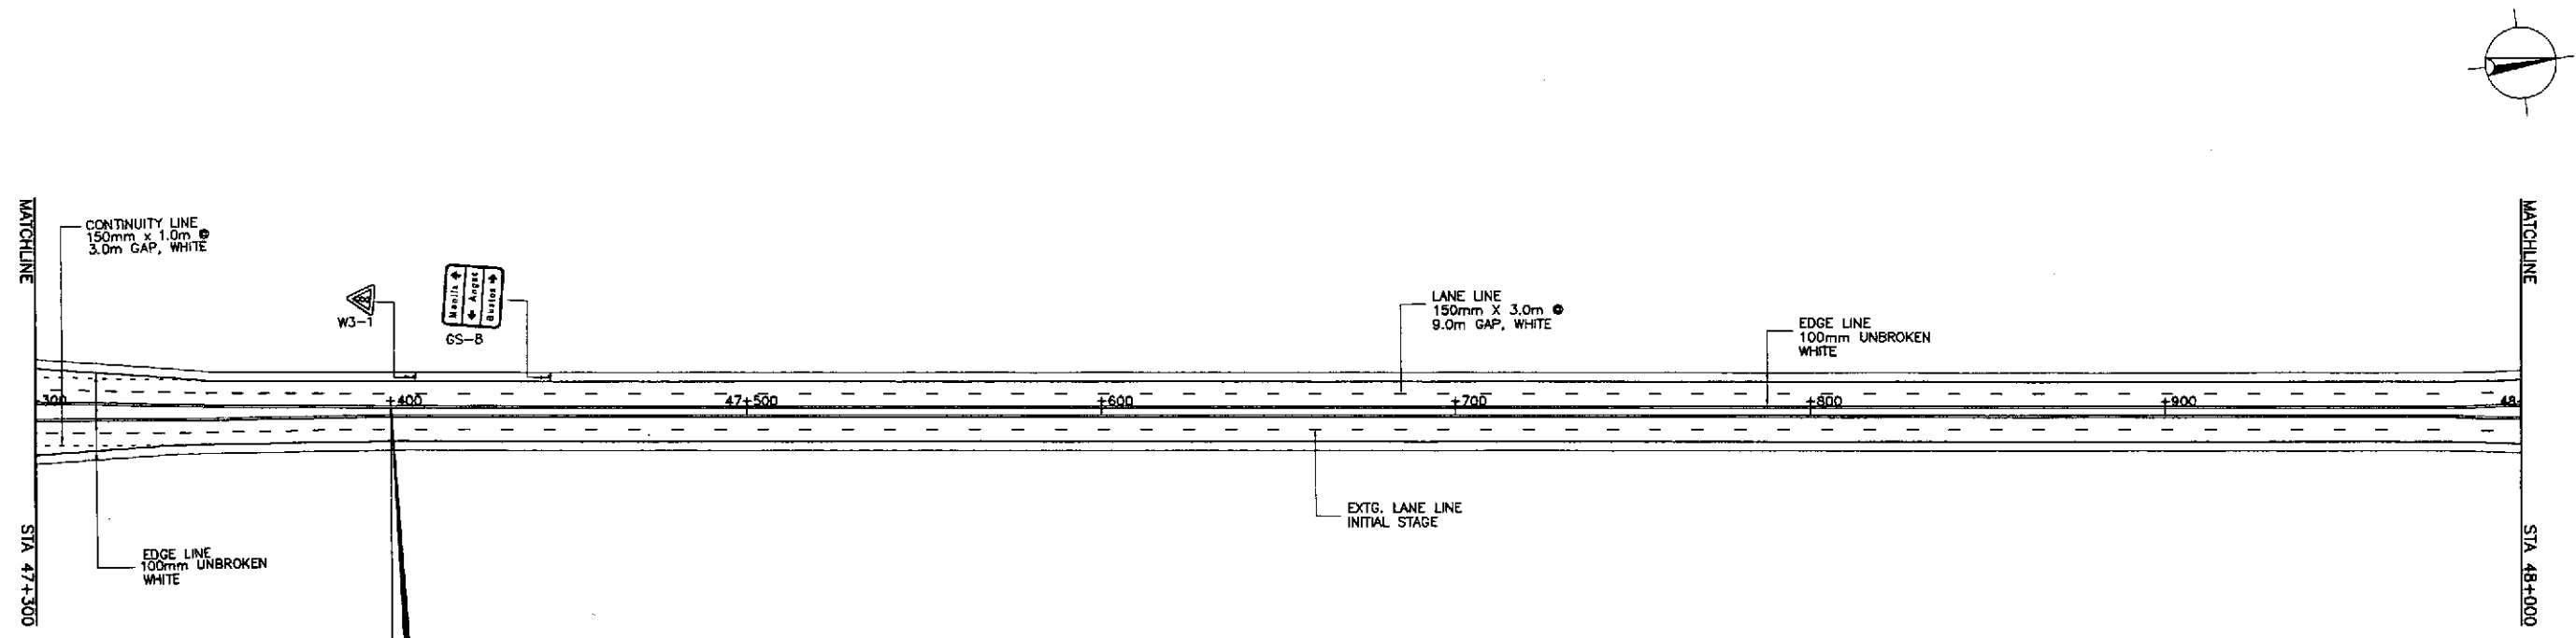 MATCHLINE
STA 47+300
CONTINUITY LINE
150mm x 1.0m @
3.0m GAP, WHITE
W3-1
Manila
Angat
Bustos
GS-8
LANE LINE
150mm X 3.0m @
9.0m GAP, WHITE
EDGE LINE
100mm UNBROKEN
WHITE
300
+400
47+500
+600
+700
+800
+900
48
EXTG. LANE LINE
INITIAL STAGE
EDGE LINE
100mm UNBROKEN
WHITE
MATCHLINE
STA 48+000